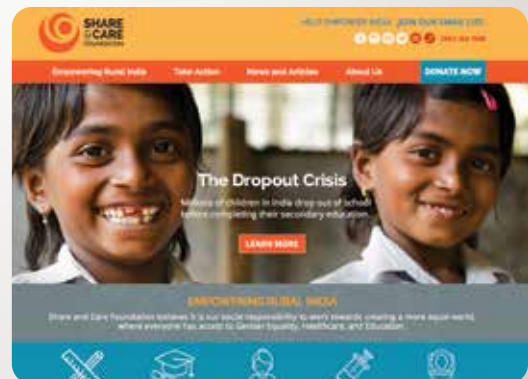 SHARE
& CARE
FOUNDATION
HELP EMPOWER INDIA. JOIN OUR EMAIL LIST.
Empowering Rural India Take Action News and Articles About Us DONATE NOW
The Dropout Crisis
Millions of children in India drop out of school
before completing their secondary education.
LEARN MORE
EMPOWERING RURAL INDIA
Share and Care Foundation believes it is our social responsibility to work towards creating a more equal world,
where everyone has access to Gender Equality, Healthcare, and Education.